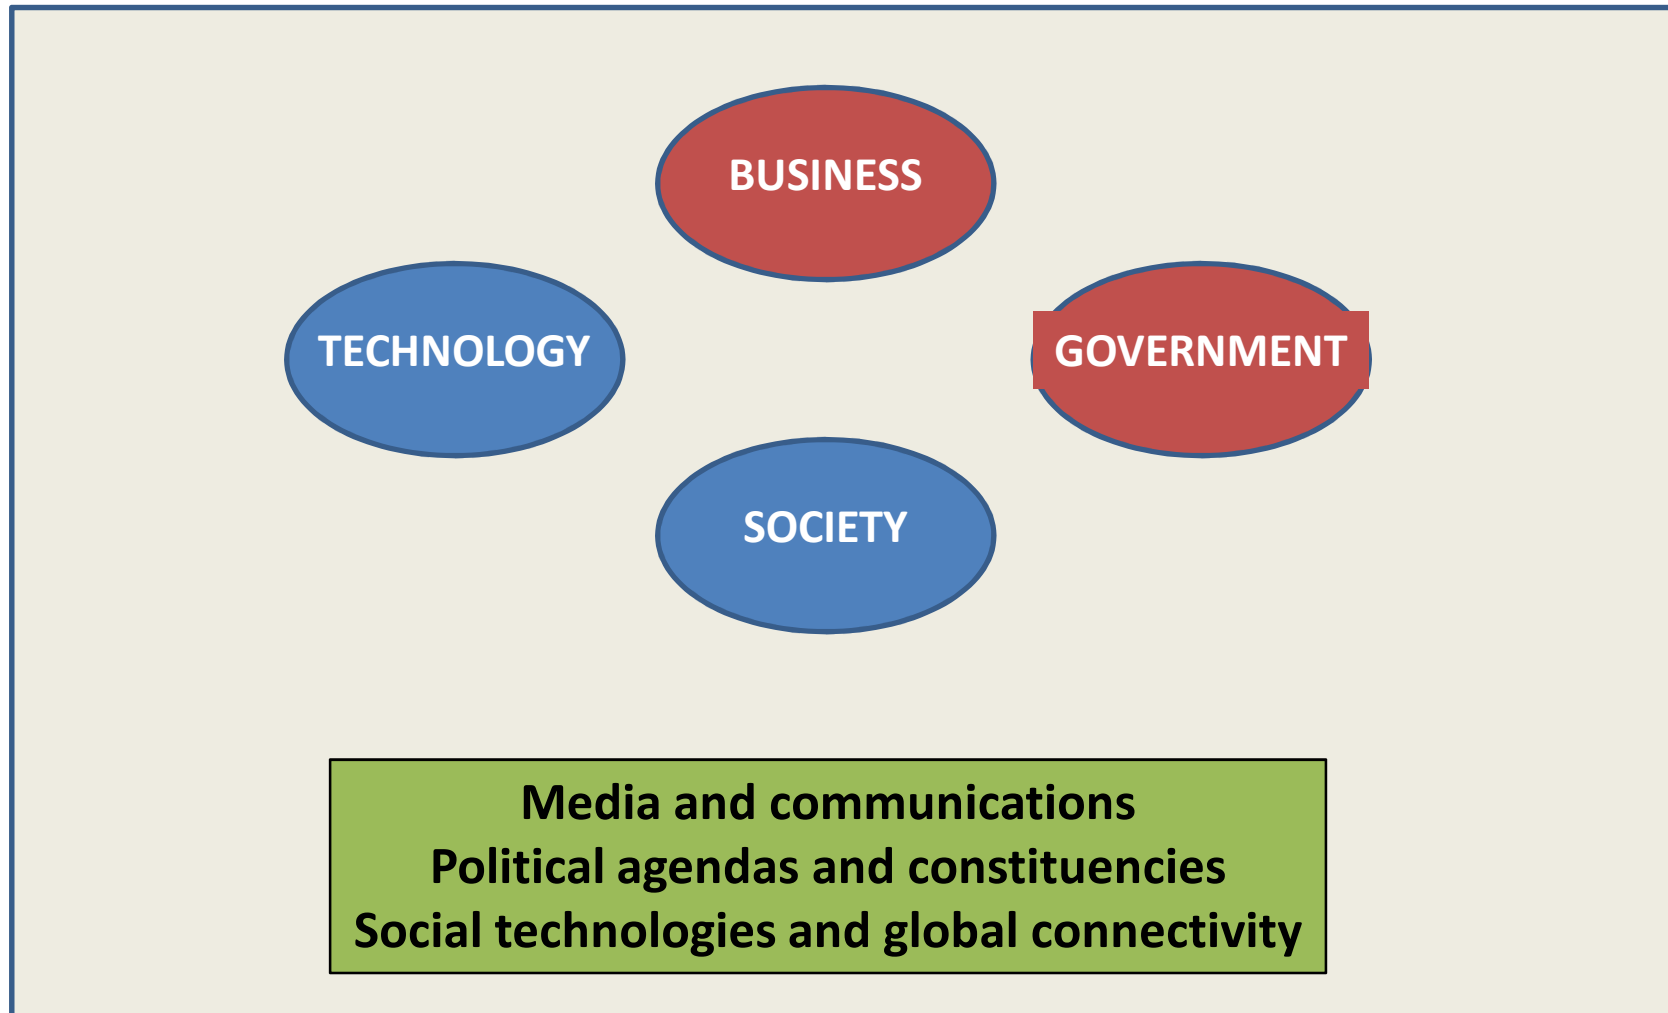 BUSINESS
TECHNOLOGY
GOVERNMENT
SOCIETY
Media and communications
Political agendas and constituencies
Social technologies and global connectivity